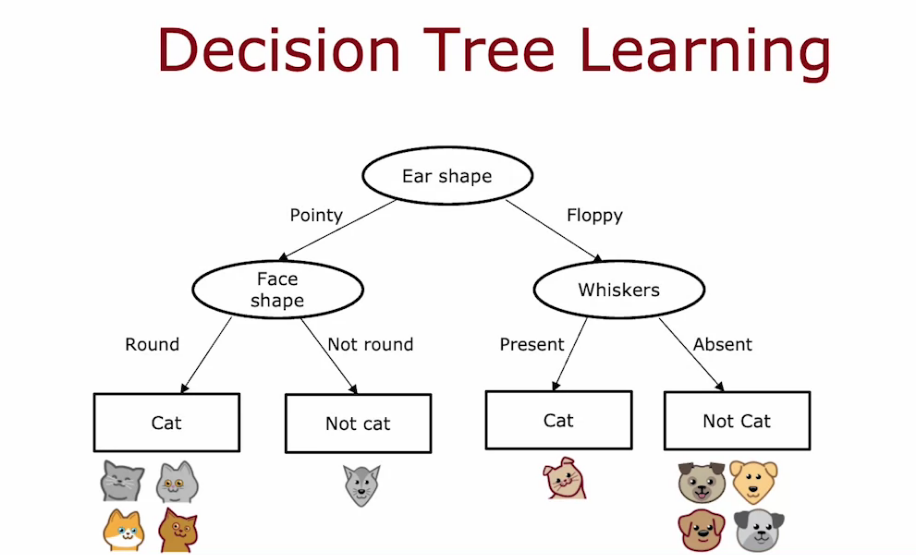 Decision Tree Learning
Ear shape
Pointy
Floppy
Face
shape
Whiskers
Round
Not round
Present
Absent
Cat
Not cat
Cat
Not Cat